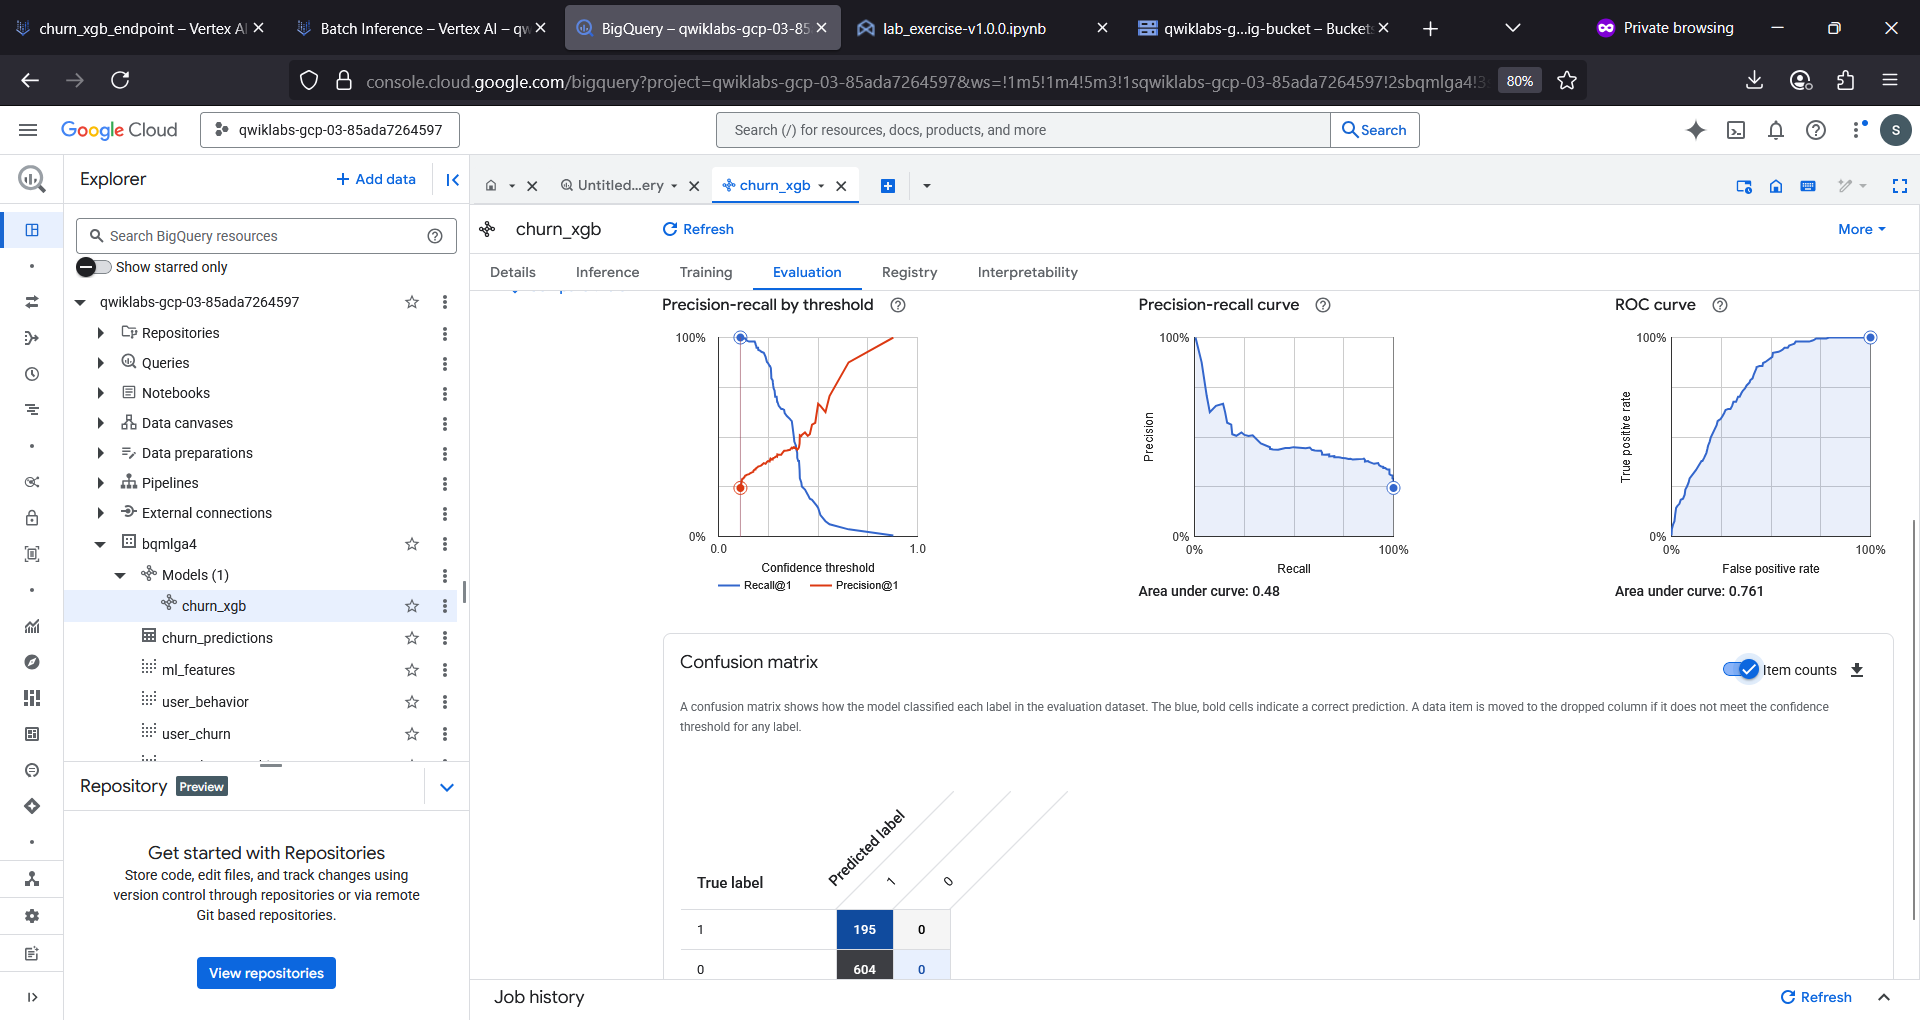 churn_xgb_endpoint – Vertex AI
Batch Inference – Vertex AI – qw
BigQuery – qwiklabs-gcp-03-85
lab_exercise-v1.0.0.ipynb
qwiklabs-g...ig-bucket – Buckets
Private browsing
console.cloud.google.com/bigquery?project=qwiklabs-gcp-03-85ada7264597&ws=!1m5!1m4!5m3!1sqwiklabs-gcp-03-85ada7264597!2sbqmlga4!3s
80%
Google Cloud
qwiklabs-gcp-03-85ada7264597
Search (/) for resources, docs, products, and more
Search
S
Explorer
+ Add data
Untitled...ery
churn_xgb
Search BigQuery resources
Show starred only
qwiklabs-gcp-03-85ada7264597
Repositories
Queries
Notebooks
Data canvases
Data preparations
Pipelines
External connections
bqmlga4
Models (1)
churn_xgb
churn_predictions
ml_features
user_behavior
user_churn
Repository
Preview
Get started with Repositories
Store code, edit files, and track changes using
version control through repositories or via remote
Git based repositories.
View repositories
churn_xgb
Refresh
More
Details
Inference
Training
Evaluation
Registry
Interpretability
Precision-recall by threshold
100%
0%
0.0
1.0
Confidence threshold
Recall@1
Precision@1
Precision-recall curve
100%
Precision
0%
0%
100%
Recall
Area under curve: 0.48
ROC curve
100%
True positive rate
0%
0%
100%
False positive rate
Area under curve: 0.761
Confusion matrix
Item counts
A confusion matrix shows how the model classified each label in the evaluation dataset. The blue, bold cells indicate a correct prediction. A data item is moved to the dropped column if it does not meet the confidence
threshold for any label.
Predicted label
1
0
True label
1
195
0
0
604
0
Job history
Refresh